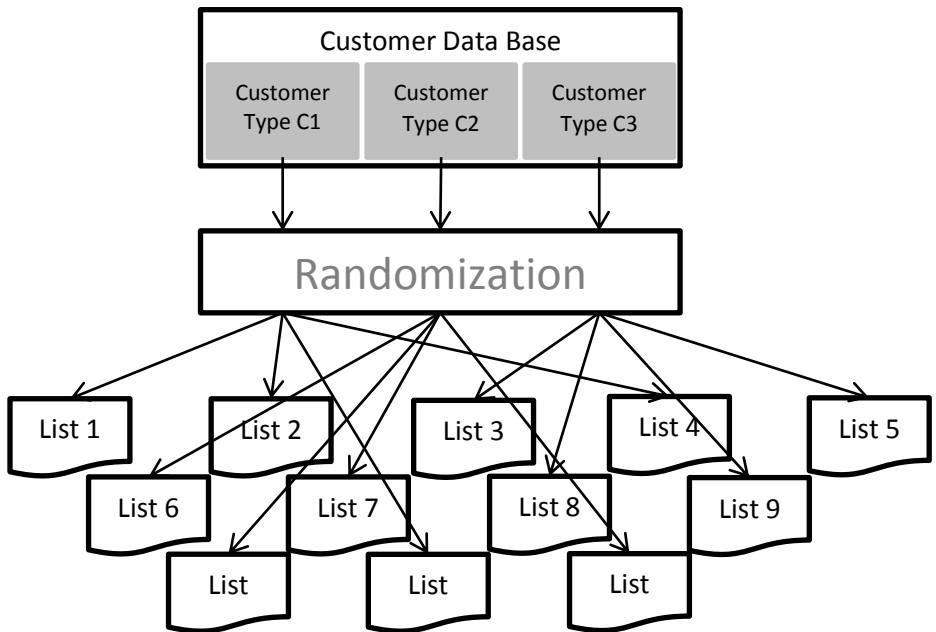 Customer Data Base
Customer
Type C1
Customer
Type C2
Customer
Type C3
Randomization
List 1
List 2
List 3
List 4
List 5
List 6
List 7
List 8
List 9
List
List
List